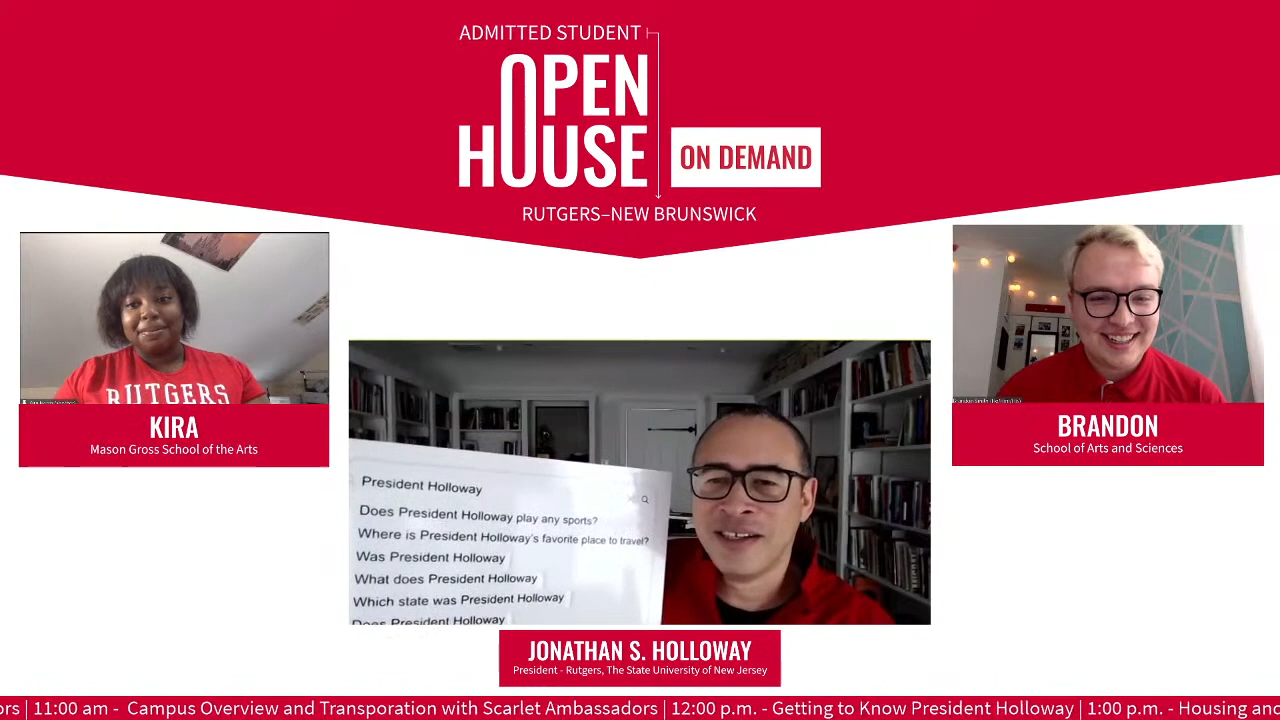 ADMITTED STUDENT
OPEN
HOUSE
ON DEMAND
RUTGERS–NEW BRUNSWICK
RUTGERS
KIRA
Mason Gross School of the Arts
BRANDON
School of Arts and Sciences
President Holloway
Does President Holloway play any sports?
Where is President Holloway's favorite place to travel?
Was President Holloway
What does President Holloway
Which state was President Holloway
Does President Holloway
JONATHAN S. HOLLOWAY
President - Rutgers, The State University of New Jersey
ors | 11:00 am - Campus Overview and Transporation with Scarlet Ambassadors | 12:00 p.m. - Getting to Know President Holloway | 1:00 p.m. - Housing and